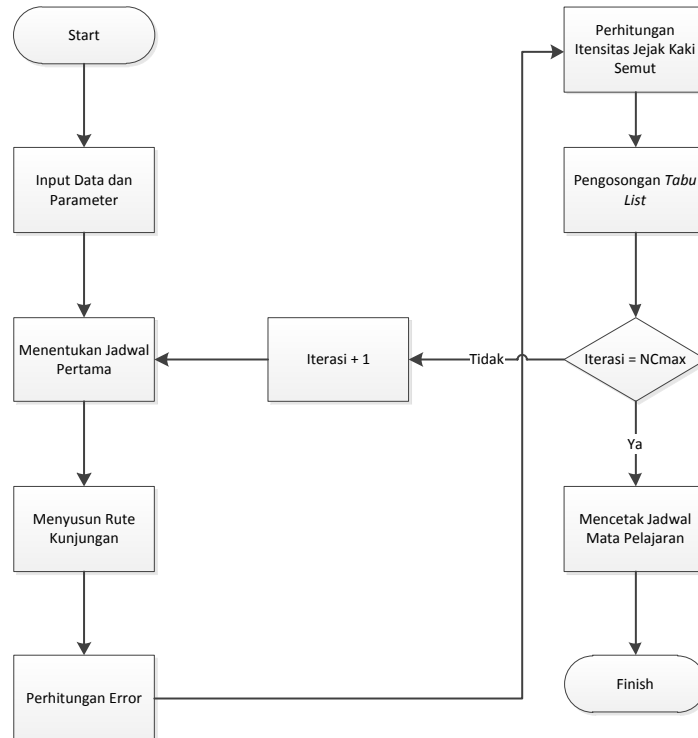 Start
Input Data dan
Parameter
Menentukan Jadwal
Pertama
Menyusun Rute
Kunjungan
Perhitungan Error
Perhitungan
Itensitas Jejak Kaki
Semut
Pengosongan Tabu
List
Iterasi = NCmax
Tidak
Iterasi + 1
Ya
Mencetak Jadwal
Mata Pelajaran
Finish